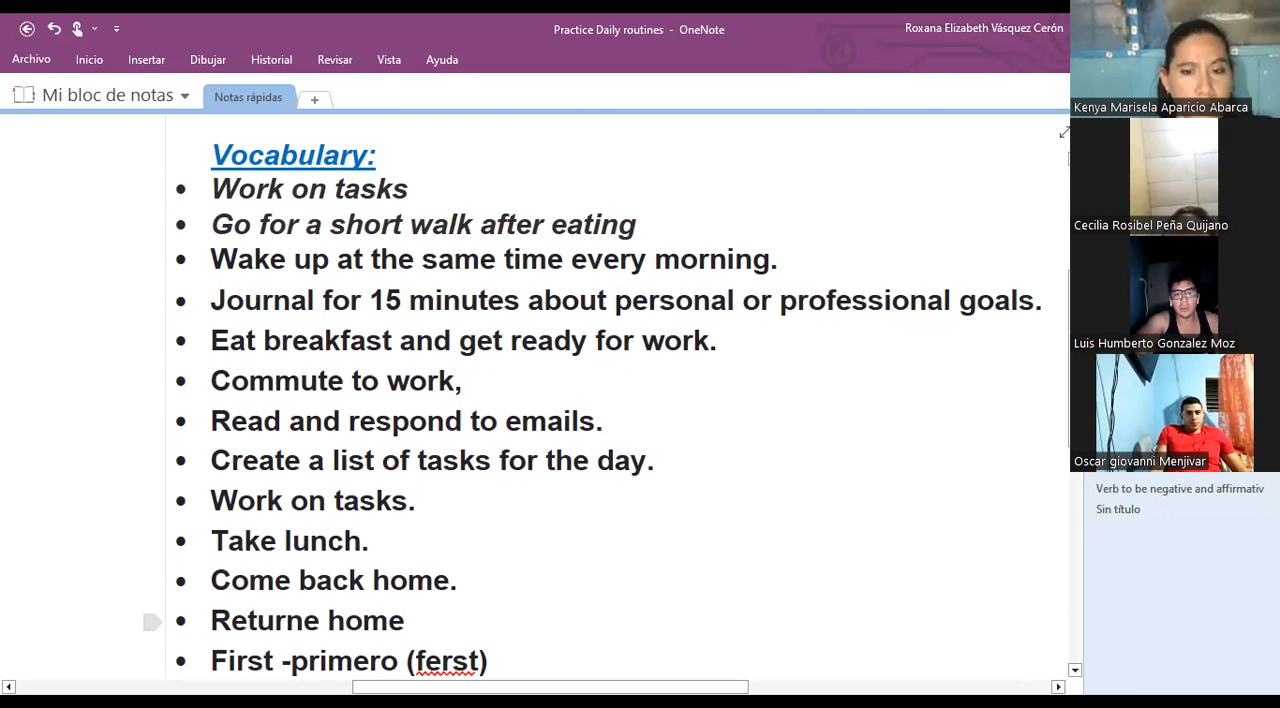 Practice Daily routines - OneNote
Roxana Elizabeth Vásquez Cerón
Archivo Inicio Insertar Dibujar Historial Revisar Vista Ayuda
Mi bloc de notas Notas rápidas
Vocabulary:
• Work on tasks
• Go for a short walk after eating
• Wake up at the same time every morning.
• Journal for 15 minutes about personal or professional goals.
• Eat breakfast and get ready for work.
• Commute to work,
• Read and respond to emails.
• Create a list of tasks for the day.
• Work on tasks.
• Take lunch.
• Come back home.
• Returne home
• First -primero (ferst)
Kenya Marisela Aparicio Abarca
Cecilia Rosibel Peña Quijano
Luis Humberto Gonzalez Moz
Oscar giovanni Menjivar
Verb to be negative and affirmativ
Sin título